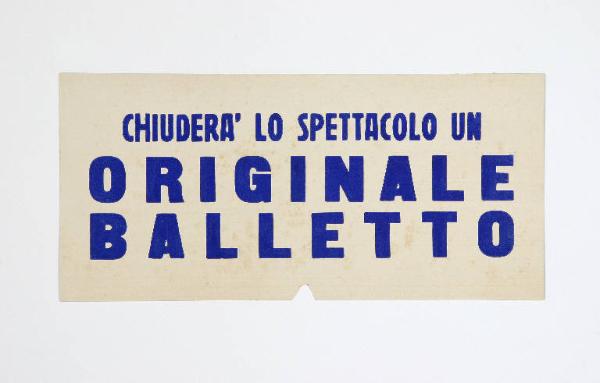 CHIUDERA' LO SPETTACOLO UN
ORIGINALE
BALLETTO